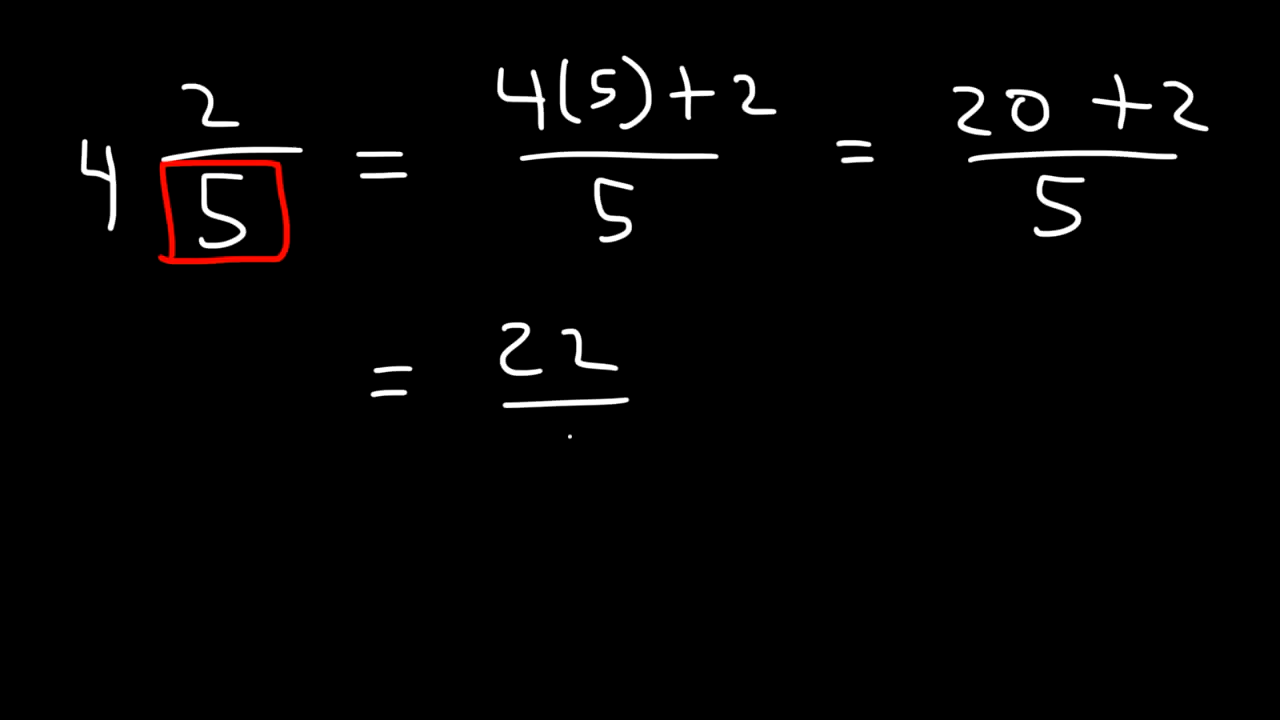 4 2/5 = (4(5)+2)/5 = (20+2)/5
= 22/